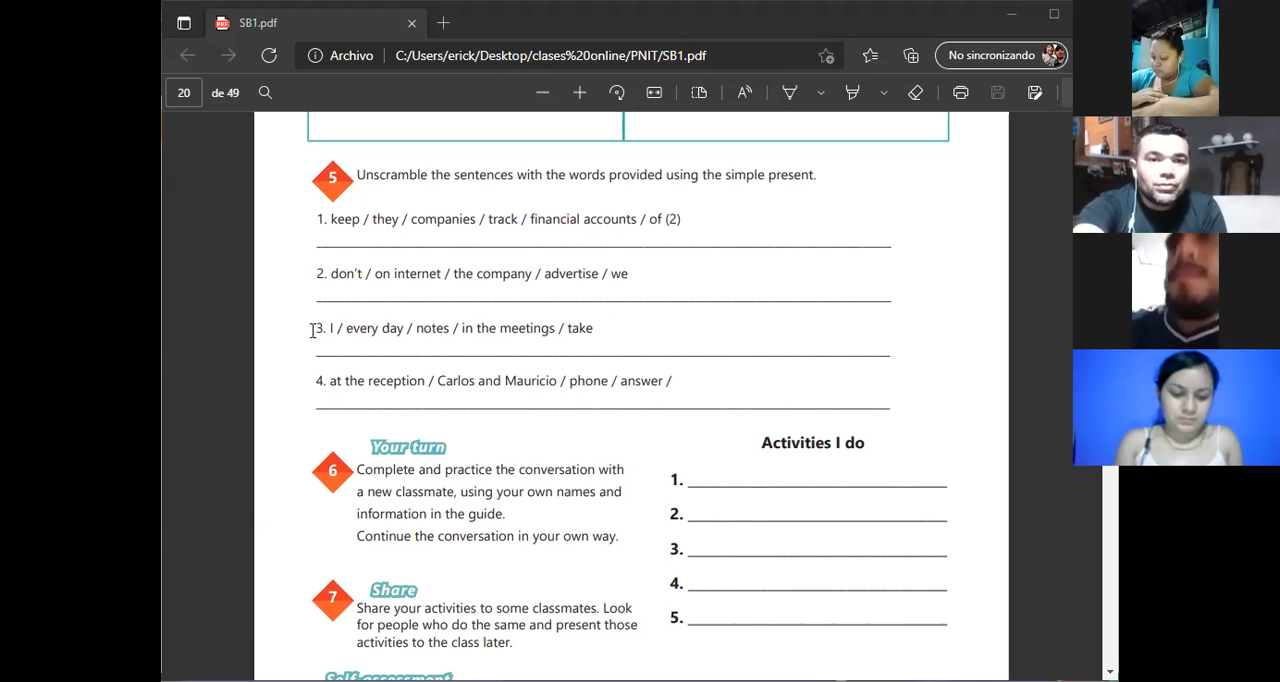 SB1.pdf
Archivo C:/Users/erick/Desktop/clases%20online/PNIT/SB1.pdf No sincronizando
20 de 49
5 Unscramble the sentences with the words provided using the simple present.
1. keep / they / companies / track / financial accounts / of (2)
2. don't / on internet / the company / advertise / we
3. I / every day / notes / in the meetings / take
4. at the reception / Carlos and Mauricio / phone / answer /
Your turn
6 Complete and practice the conversation with
a new classmate, using your own names and
information in the guide.
Continue the conversation in your own way.
7 Share
Share your activities to some classmates. Look
for people who do the same and present those
activities to the class later.
Self-assessment
Activities I do
1.
2.
3.
4.
5.